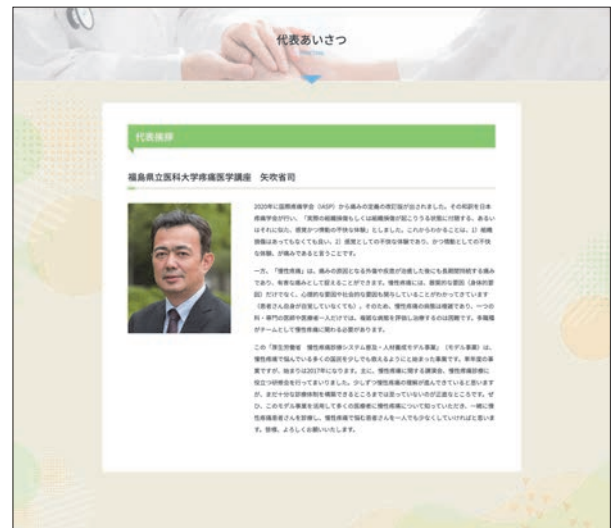 代表あいさつ
代表挨拶
福島県立医科大学疼痛医学講座　矢吹省司
2020年に国際疼痛学会（IASP）から痛みの定義の改訂版が出されました。その和訳を日本
疼痛学会が行い、「実際の組織損傷もしくは組織損傷が起こりうる状態に付随する、あるい
はそれに似た、感覚かつ情動の不快な体験」としました。これからわかることは、1）組織
損傷はあってもなくても良い、2）感覚としての不快な体験であり、かつ情動としての不快
な体験、が痛みであると言うことです。
一方、「慢性疼痛」は、痛みの原因となる外傷や疾患が治癒した後にも長期間持続する痛み
であり、有害な痛みとして捉えることができます。慢性疼痛には、器質的な要因（身体的要
因）だけでなく、心理的な要因や社会的な要因も関与していることがわかってきています
（患者さん自身が自覚していなくても）。そのため、慢性疼痛の病態は複雑であり、一つの
科・専門の医師や医療者一人だけでは、複雑な病態を評価し治療するのは困難です。多職種
がチームとして慢性疼痛に関わる必要があります。
この「厚生労働省　慢性疼痛診療システム普及・人材養成モデル事業」（モデル事業）は、
慢性疼痛で悩んでいる多くの国民を少しでも救えるようにと始まった事業です。単年度の事
業ですが、始まりは2017年になります。主に、慢性疼痛に関する講演会、慢性疼痛診療に
役立つ研修会を行ってまいりました。少しずつ慢性疼痛の理解が進んできていると思います
が、まだ十分な診療体制を構築できるところまでは至っていないのが正直なところです。ぜ
ひ、このモデル事業を活用して多くの医療者に慢性疼痛について知っていただき、一緒に慢
性疼痛患者さんを診療し、慢性疼痛で悩む患者さんを一人でも少なくしていければと思いま
す。皆様、よろしくお願いいたします。